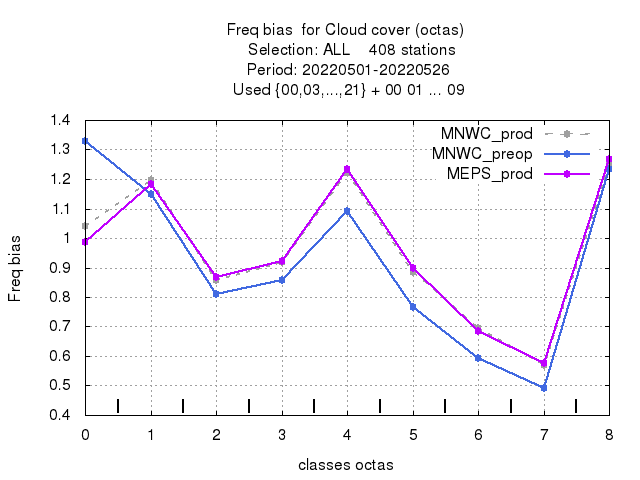 Freq bias  for Cloud cover (octas)
Selection: ALL    408 stations
Period: 20220501-20220526
Used {00,03,...,21} + 00 01 ... 09
MNWC_prod
MNWC_preop
MEPS_prod
1.4
1.3
1.2
1.1
1
0.9
0.8
0.7
0.6
0.5
0.4
Freq bias
0 1 2 3 4 5 6 7 8
classes octas